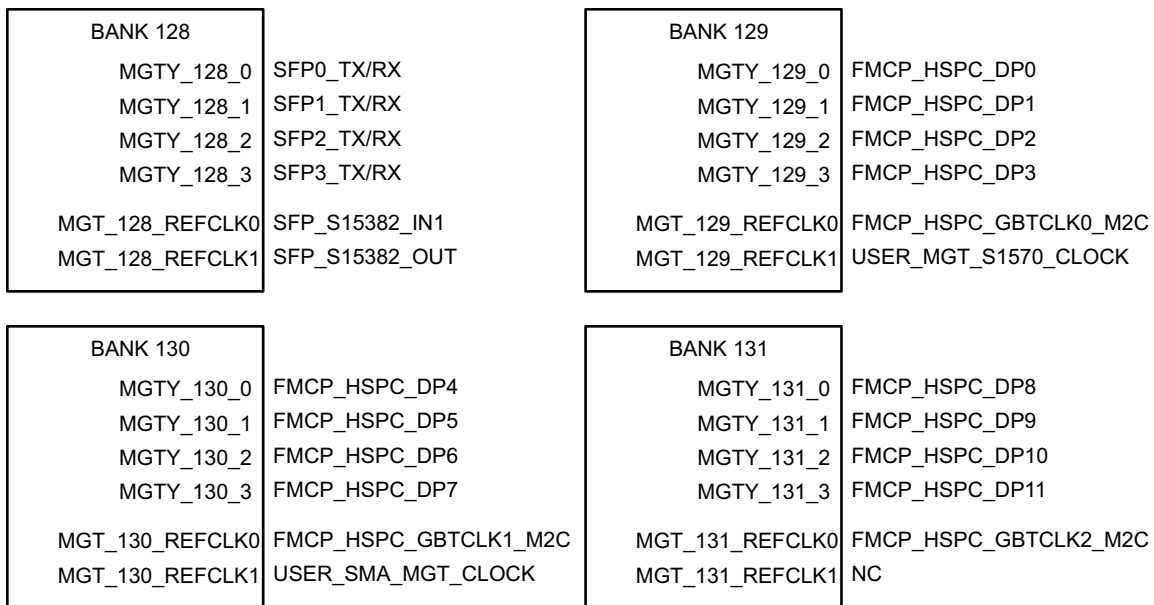 BANK 128
MGTY_128_0 SFP0_TX/RX
MGTY_128_1 SFP1_TX/RX
MGTY_128_2 SFP2_TX/RX
MGTY_128_3 SFP3_TX/RX
MGT_128_REFCLK0 SFP_S15382_IN1
MGT_128_REFCLK1 SFP_S15382_OUT
BANK 129
MGTY_129_0 FMCP_HSPC_DP0
MGTY_129_1 FMCP_HSPC_DP1
MGTY_129_2 FMCP_HSPC_DP2
MGTY_129_3 FMCP_HSPC_DP3
MGT_129_REFCLK0 FMCP_HSPC_GBTCLK0_M2C
MGT_129_REFCLK1 USER_MGT_S1570_CLOCK
BANK 130
MGTY_130_0 FMCP_HSPC_DP4
MGTY_130_1 FMCP_HSPC_DP5
MGTY_130_2 FMCP_HSPC_DP6
MGTY_130_3 FMCP_HSPC_DP7
MGT_130_REFCLK0 FMCP_HSPC_GBTCLK1_M2C
MGT_130_REFCLK1 USER_SMA_MGT_CLOCK
BANK 131
MGTY_131_0 FMCP_HSPC_DP8
MGTY_131_1 FMCP_HSPC_DP9
MGTY_131_2 FMCP_HSPC_DP10
MGTY_131_3 FMCP_HSPC_DP11
MGT_131_REFCLK0 FMCP_HSPC_GBTCLK2_M2C
MGT_131_REFCLK1 NC